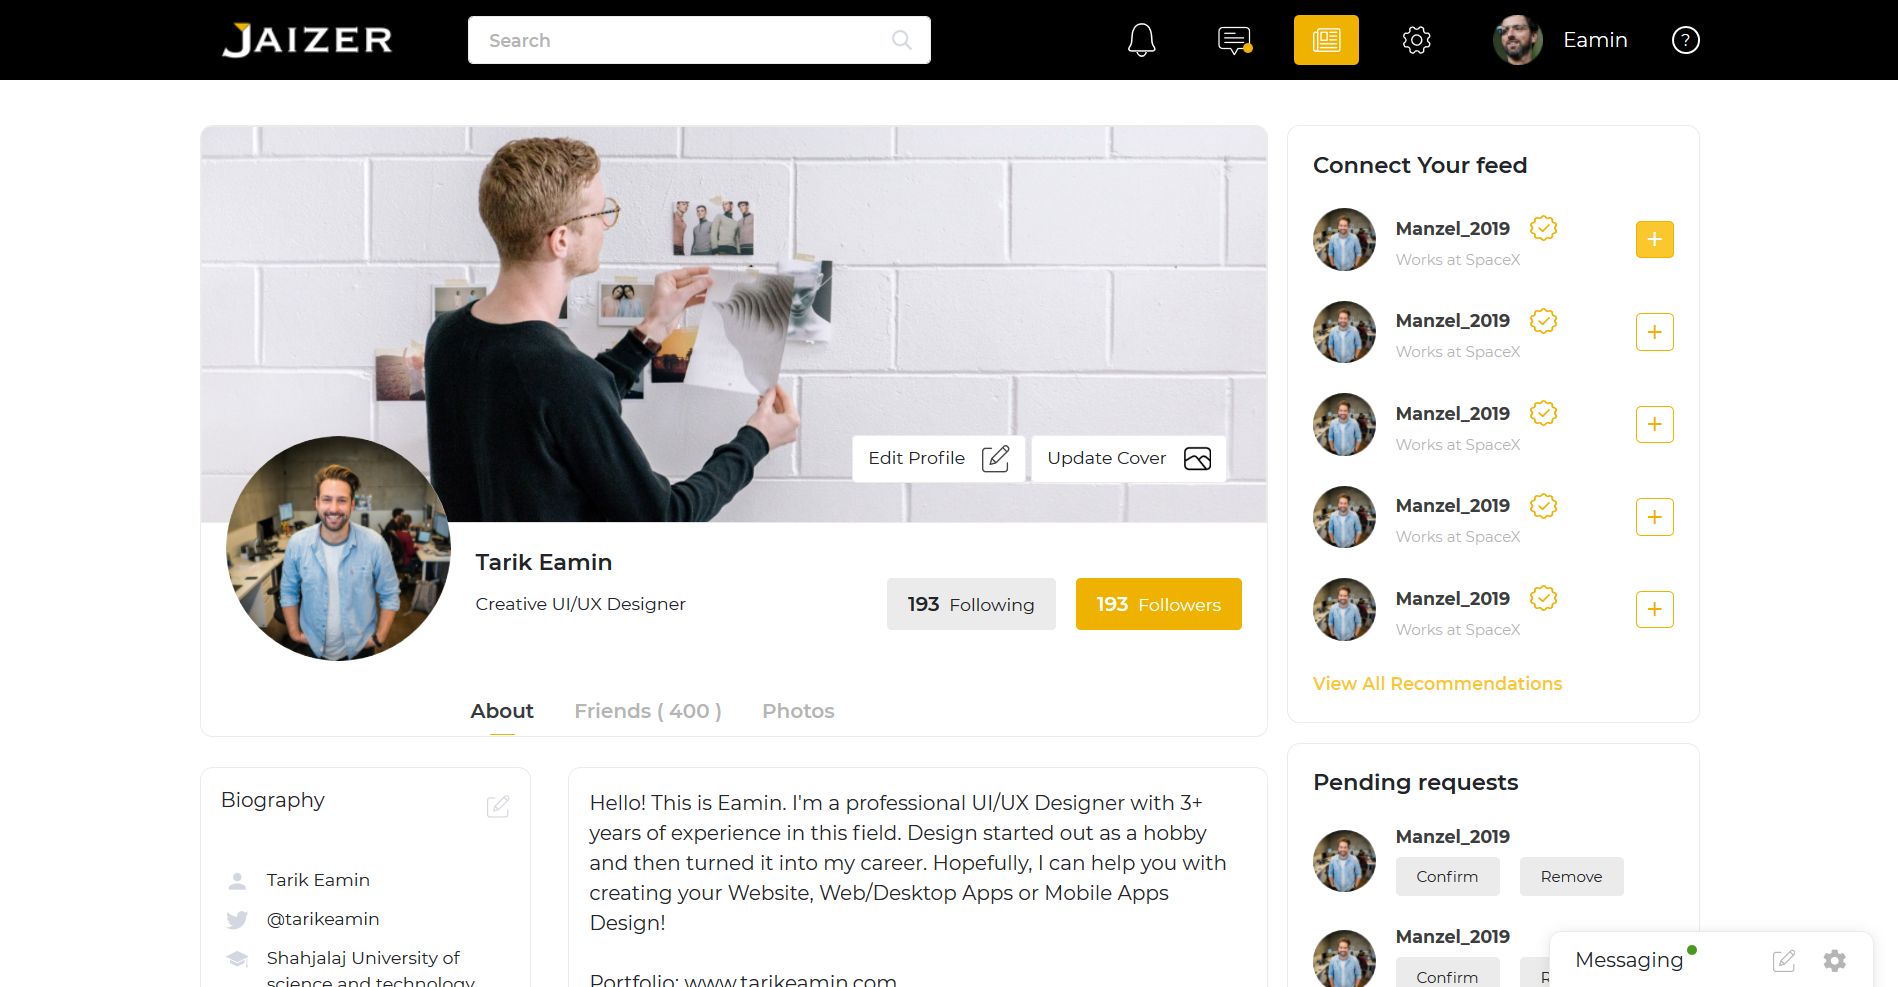 JAIZER
Search
Eamin
?
Edit Profile
Update Cover
Tarik Eamin
Creative UI/UX Designer
193 Following
193 Followers
About
Friends ( 400 )
Photos
Biography
Tarik Eamin
@tarikeamin
Shahjalaj University of
science and technology
Hello! This is Eamin. I'm a professional UI/UX Designer with 3+
years of experience in this field. Design started out as a hobby
and then turned it into my career. Hopefully, I can help you with
creating your Website, Web/Desktop Apps or Mobile Apps
Design!
Portfolio: www.tarikeamin.com
Connect Your feed
Manzel_2019
Works at SpaceX
Manzel_2019
Works at SpaceX
Manzel_2019
Works at SpaceX
Manzel_2019
Works at SpaceX
Manzel_2019
Works at SpaceX
View All Recommendations
Pending requests
Manzel_2019
Confirm
Remove
Manzel_2019
Confirm
Messaging